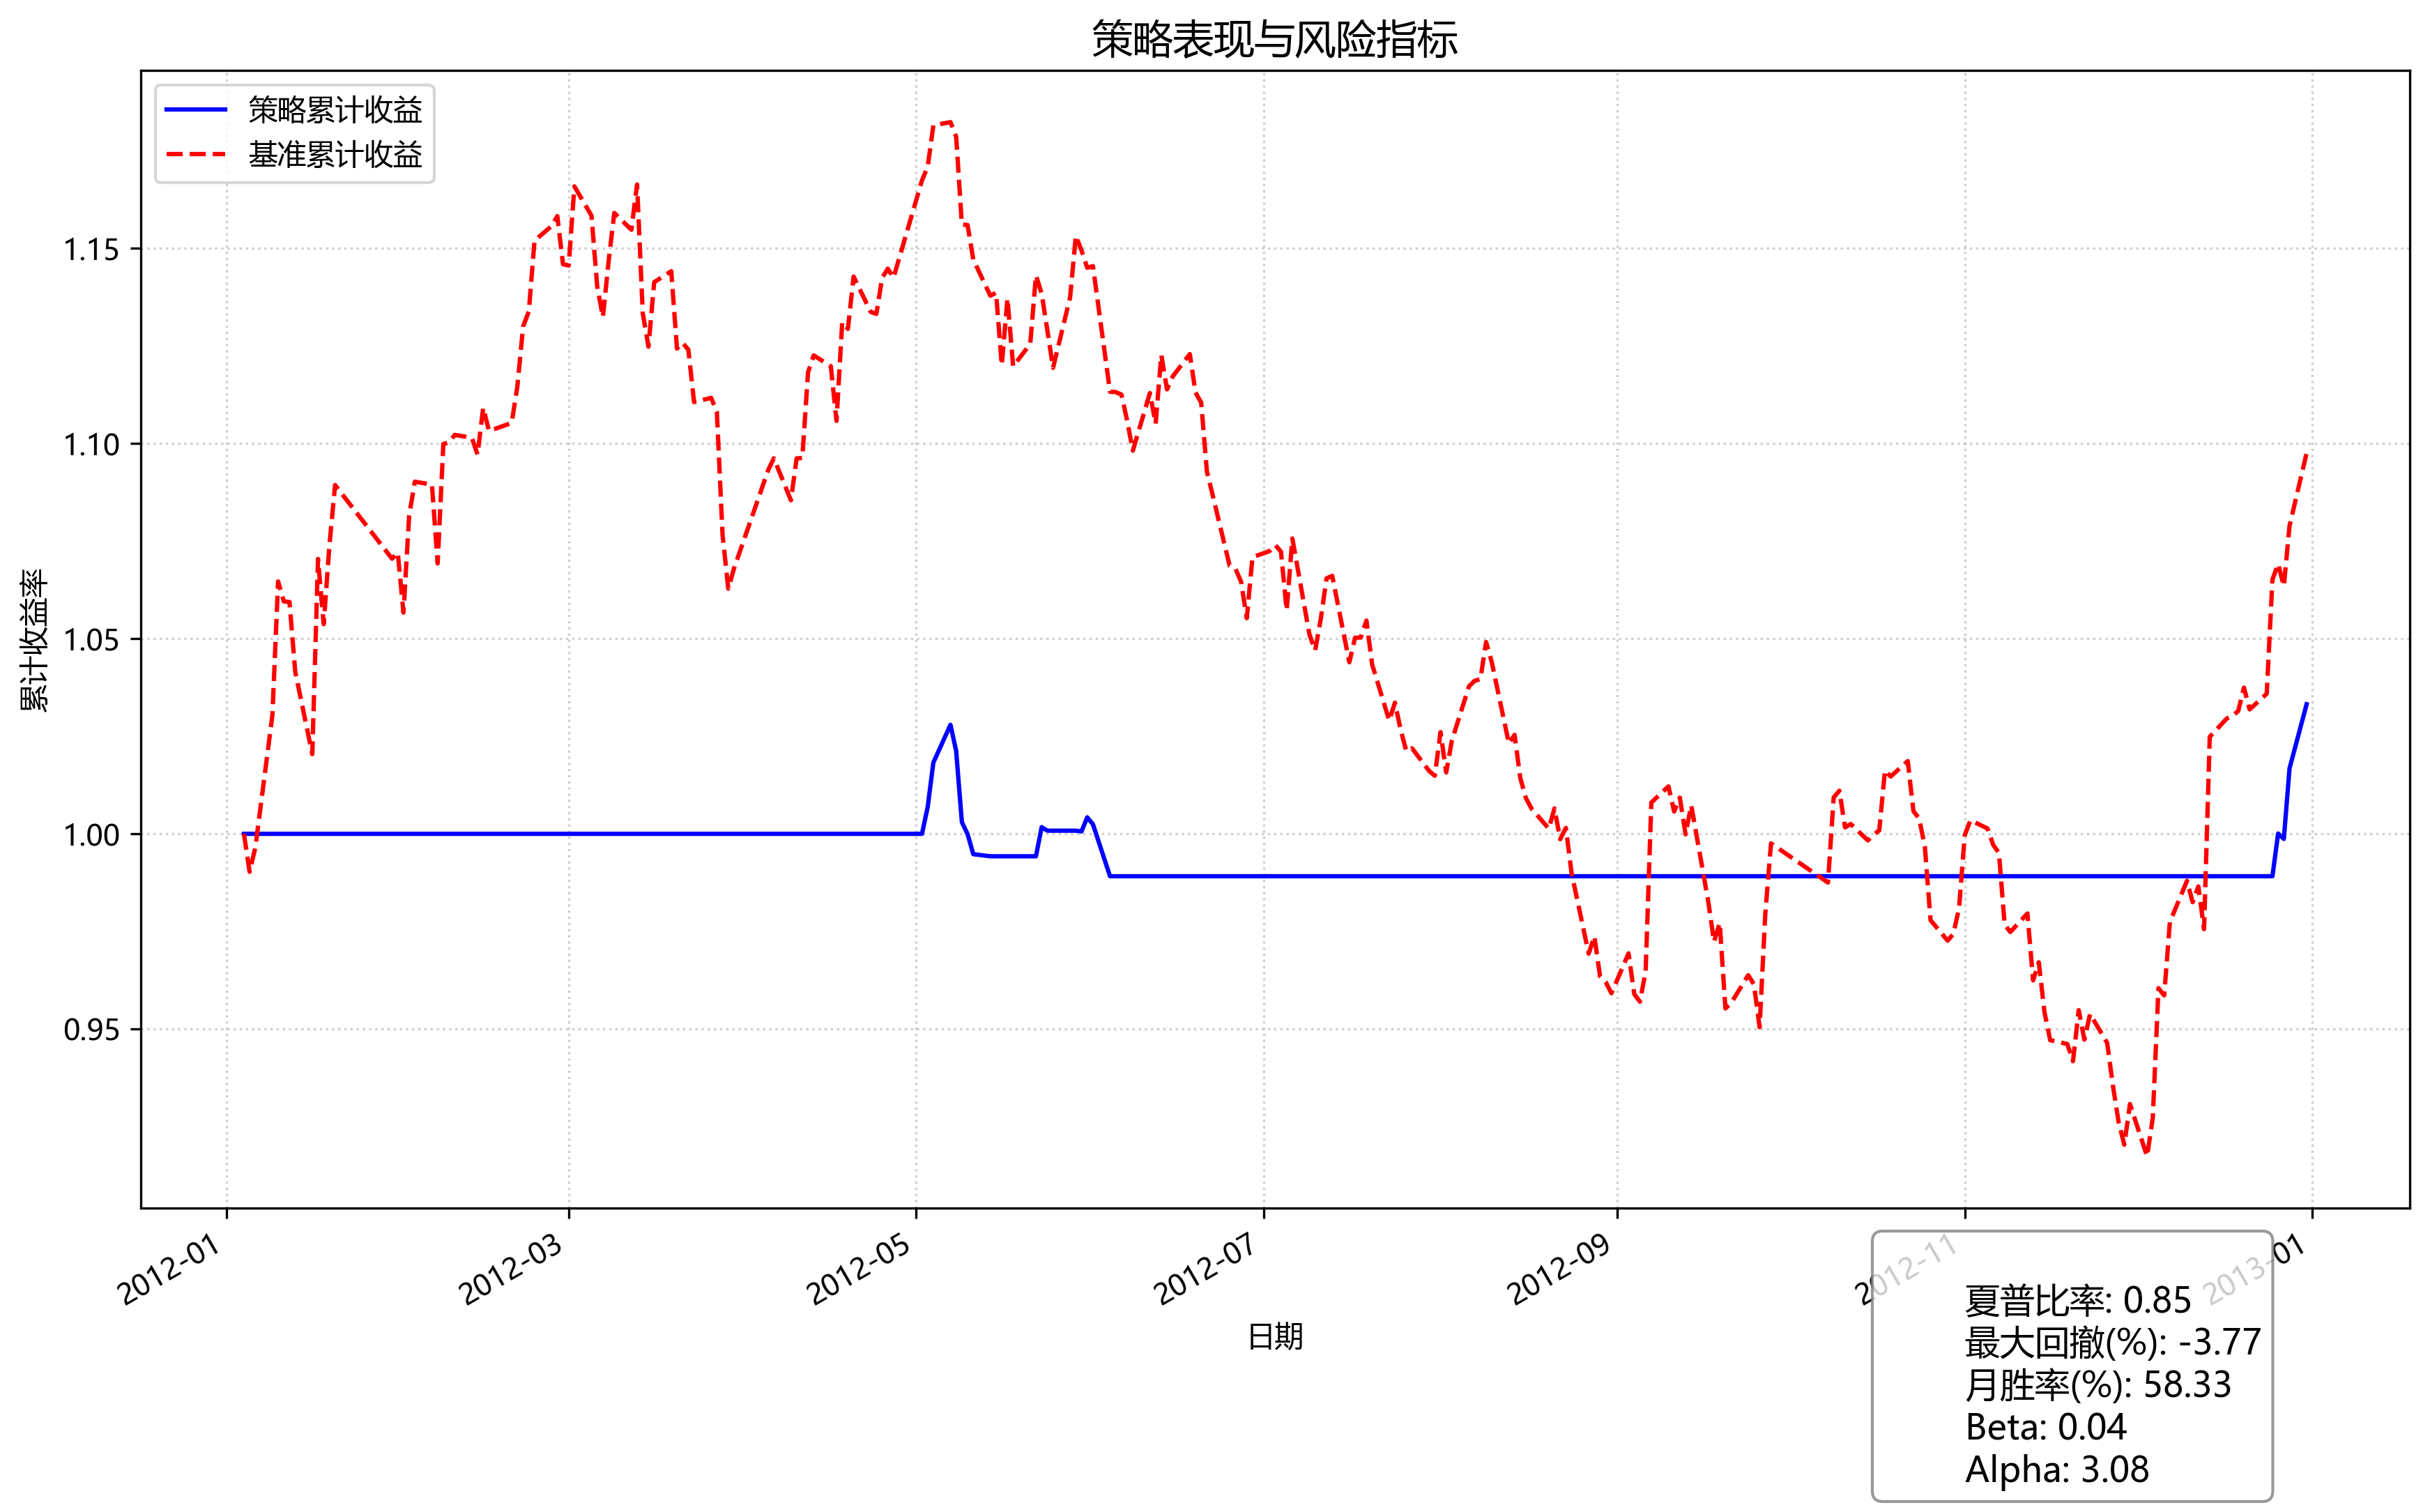 策略表现与风险指标
策略累计收益
基准累计收益
累计收益率
1.15
1.10
1.05
1.00
0.95
2012-01
2012-03
2012-05
2012-07
2012-09
2012-11
2013-01
日期
夏普比率: 0.85
最大回撤(%): -3.77
月胜率(%): 58.33
Beta: 0.04
Alpha: 3.08